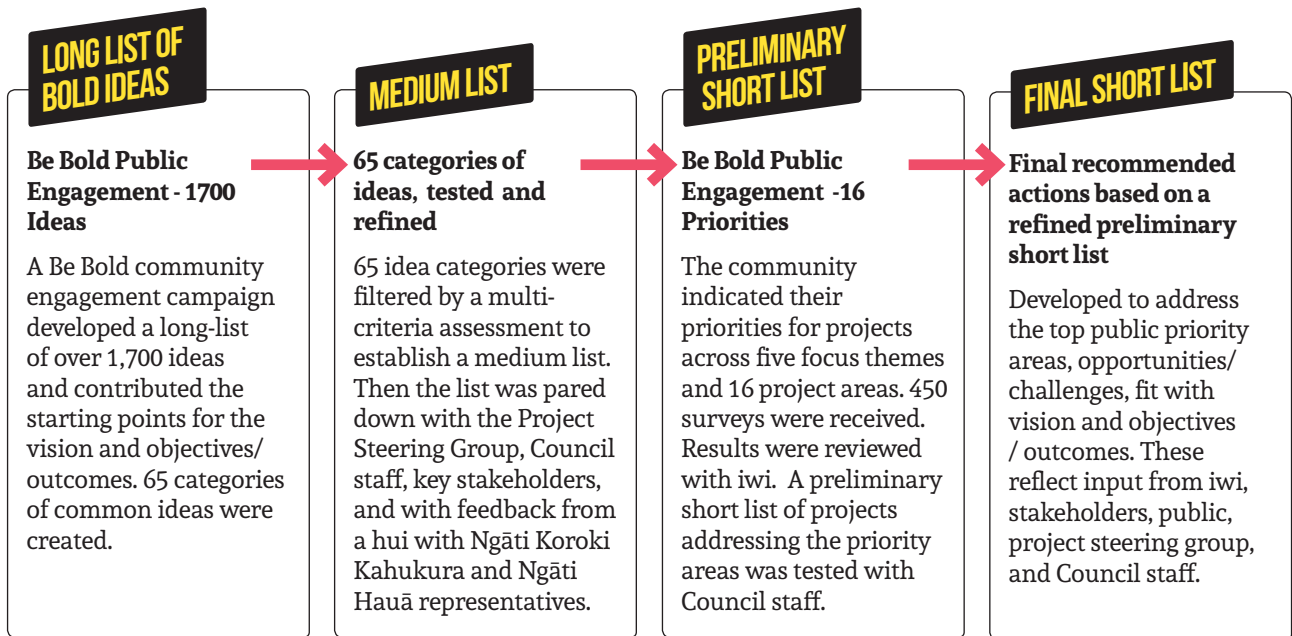 LONG LIST OF
BOLD IDEAS
Be Bold Public
Engagement - 1700
Ideas
A Be Bold community
engagement campaign
developed a long-list
of over 1,700 ideas
and contributed the
starting points for the
vision and objectives/
outcomes. 65 categories
of common ideas were
created.
MEDIUM LIST
65 categories of
ideas, tested and
refined
65 idea categories were
filtered by a multi-
criteria assessment to
establish a medium list.
Then the list was pared
down with the Project
Steering Group, Council
staff, key stakeholders,
and with feedback from
a hui with Ngāti Koroki
Kahukura and Ngāti
Hauā representatives.
PRELIMINARY
SHORT LIST
Be Bold Public
Engagement -16
Priorities
The community
indicated their
priorities for projects
across five focus themes
and 16 project areas. 450
surveys were received.
Results were reviewed
with iwi. A preliminary
short list of projects
addressing the priority
areas was tested with
Council staff.
FINAL SHORT LIST
Final recommended
actions based on a
refined preliminary
short list
Developed to address
the top public priority
areas, opportunities/
challenges, fit with
vision and objectives
/ outcomes. These
reflect input from iwi,
stakeholders, public,
project steering group,
and Council staff.